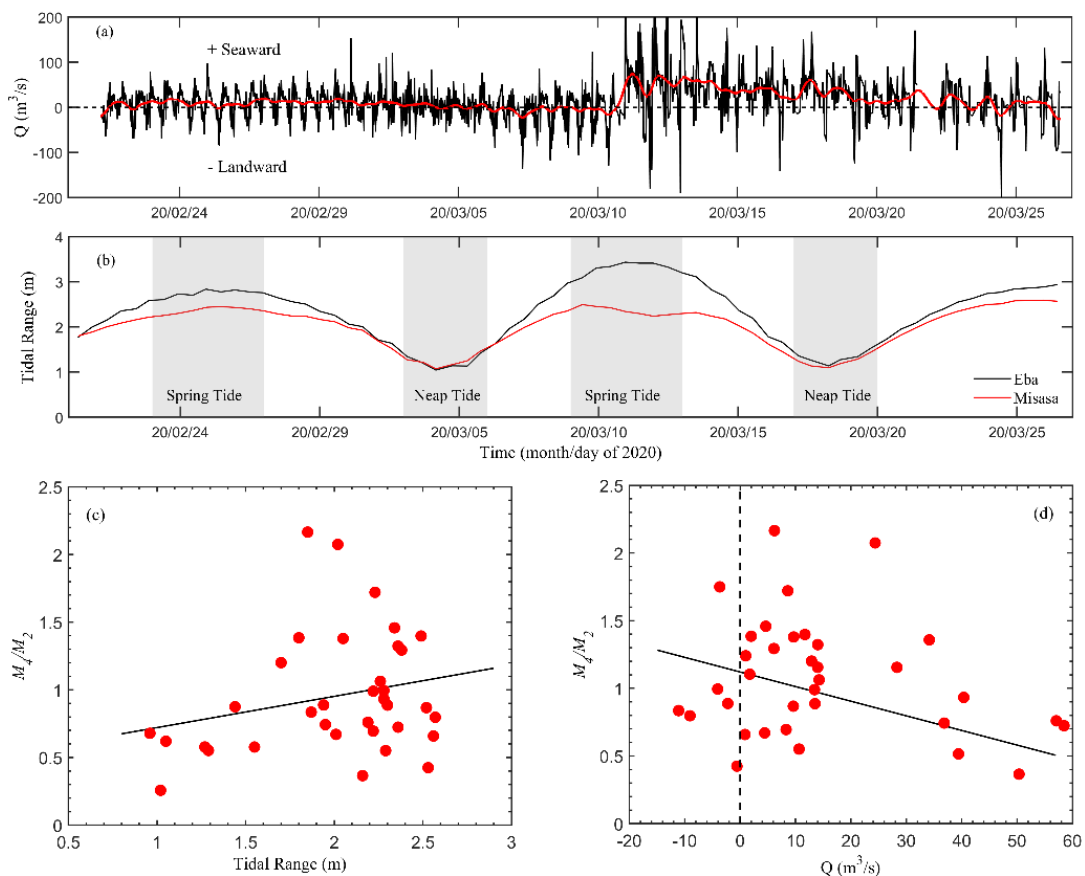 (a)
+ Seaward
- Landward
Q (m³/s)
200
100
0
-100
-200
20/02/24 20/02/29 20/03/05 20/03/10 20/03/15 20/03/20 20/03/25
(b)
Tidal Range (m)
4
3
2
1
0
Spring Tide Neap Tide Spring Tide Neap Tide
Eba
Misasa
20/02/24 20/02/29 20/03/05 20/03/10 20/03/15 20/03/20 20/03/25
Time (month/day of 2020)
(c)
M₄/M₂
2.5
2
1.5
1
0.5
0
0.5 1 1.5 2 2.5 3
Tidal Range (m)
(d)
M₄/M₂
2.5
2
1.5
1
0.5
0
-20 -10 0 10 20 30 40 50 60
Q (m³/s)